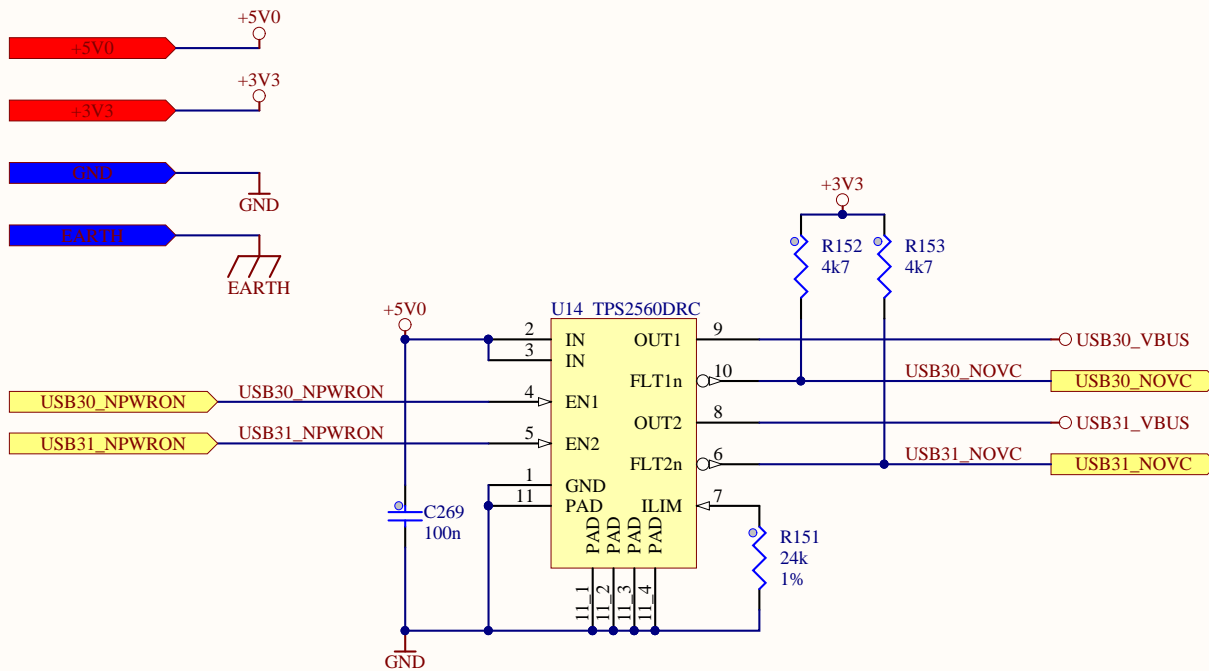 +5V0
+5V0
+3V3
+3V3
GND
GND
EARTH
EARTH
+3V3
R152
4k7
R153
4k7
+5V0
U14 TPS2560DRC
2 IN
3 IN
OUT1 9
USB30_VBUS
FLT1n 10
USB30_NOVC
USB30_NOVC
USB30_NPWRON
USB30_NPWRON
4 EN1
OUT2 8
USB31_VBUS
USB31_NPWRON
USB31_NPWRON
5 EN2
FLT2n 6
USB31_NOVC
USB31_NOVC
1 GND
11 PAD
ILIM 7
C269
100n
PAD
PAD
PAD
PAD
R151
24k
1%
11_1
11_2
11_3
11_4
GND